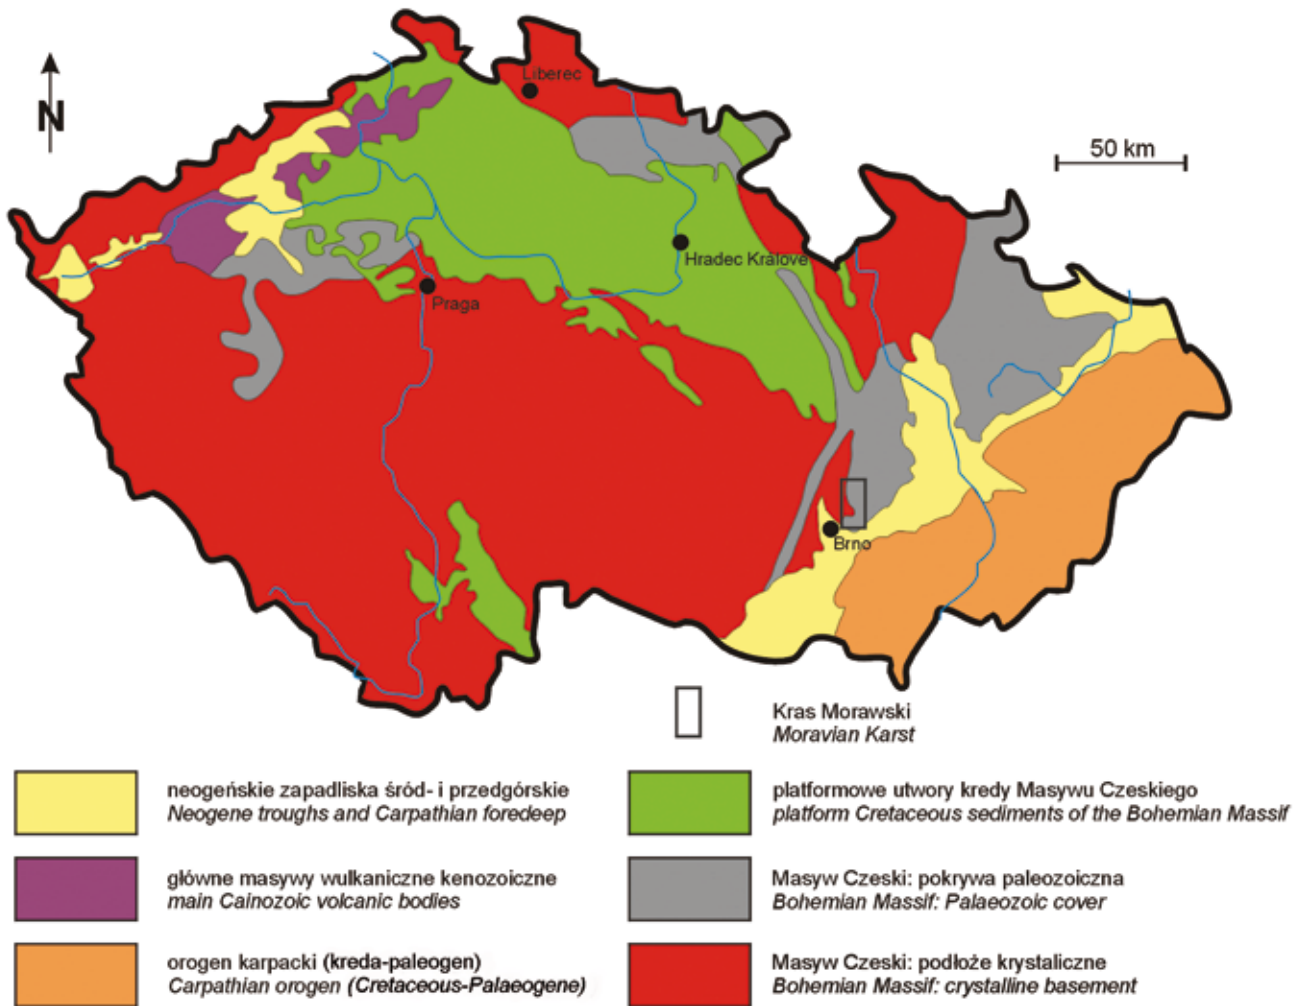 N
Liberec
50 km
Hradec Kralove
Praga
Brno
Kras Morawski
Moravian Karst
neogeńskie zapadliska śród- i przedgórskie
Neogene troughs and Carpathian foredeep
platformowe utwory kredy Masywu Czeskiego
platform Cretaceous sediments of the Bohemian Massif
główne masywy wulkaniczne kenozoiczne
main Cainozoic volcanic bodies
Masyw Czeski: pokrywa paleozoiczna
Bohemian Massif: Palaeozoic cover
orogen karpacki (kreda-paleogen)
Carpathian orogen (Cretaceous-Palaeogene)
Masyw Czeski: podłoże krystaliczne
Bohemian Massif: crystalline basement